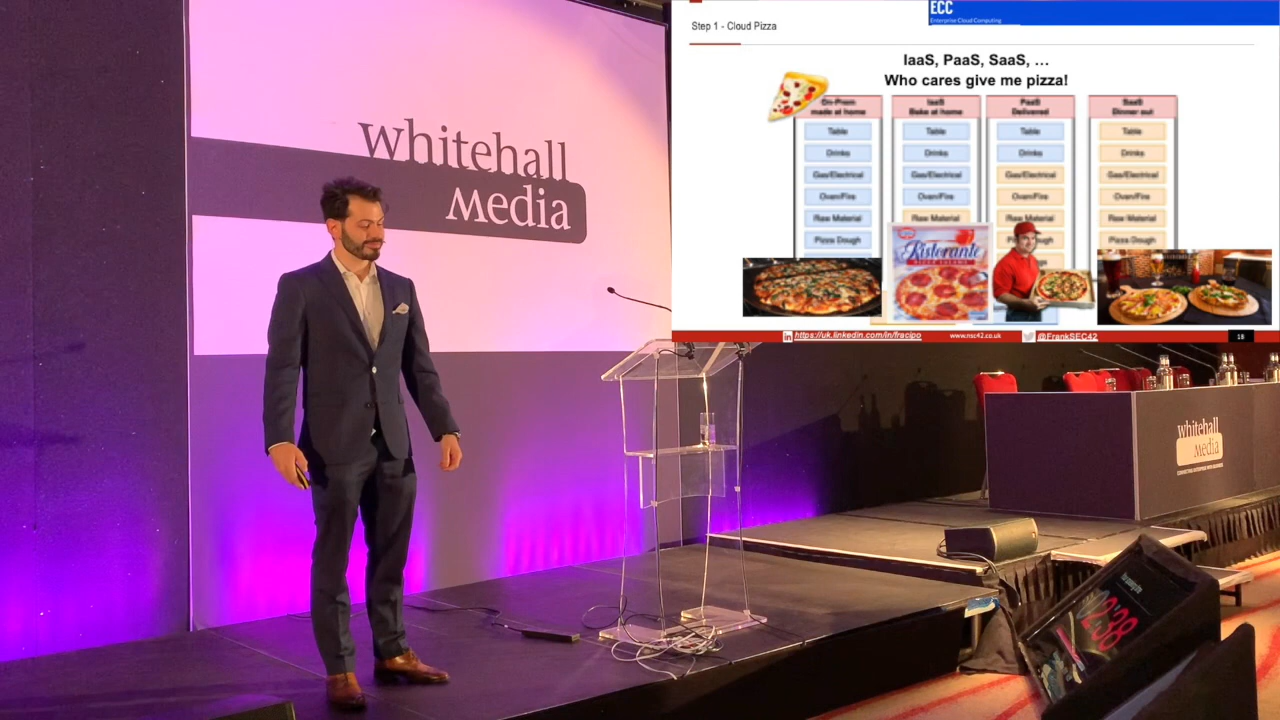 ECC
Enterprise Cloud Computing
Step 1 - Cloud Pizza
IaaS, PaaS, SaaS, …
Who cares give me pizza!
On-Prem
made at home
IaaS
Bake at home
PaaS
Delivered
SaaS
Dinner out
Table
Table
Table
Table
Drinks
Drinks
Drinks
Drinks
Gas/Electrical
Gas/Electrical
Gas/Electrical
Gas/Electrical
Oven/Fire
Oven/Fire
Oven/Fire
Oven/Fire
Raw Material
Raw Material
Raw Material
Raw Material
Pizza Dough
Dough
Pizza Dough
Ristorante
https://uk.linkedin.com/in/fracipo
www.nsc42.co.uk
@FrankSEC42
18
whitehall
media
whitehall
media
:38